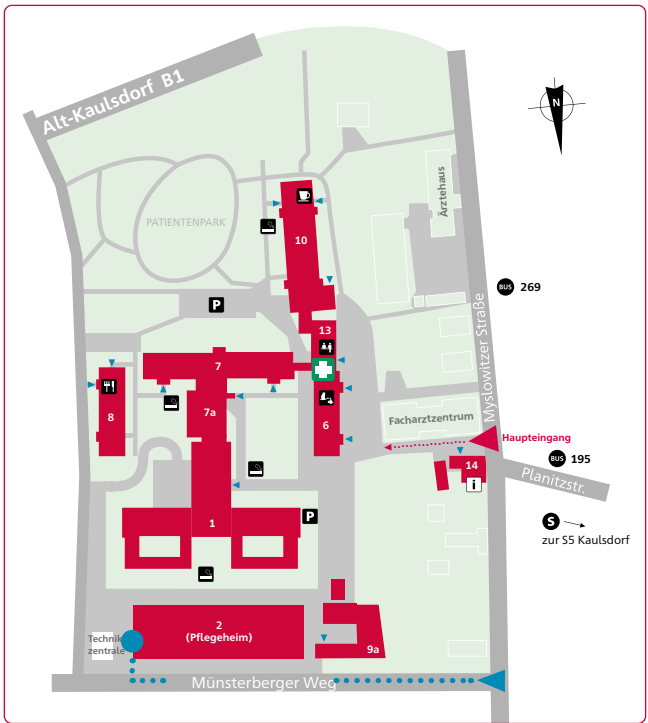 Alt-Kaulsdorf B1
N
Ärztehaus
PATIENTENPARK
10
BUS 269
P
13
Myslowitzer Straße
7
8
7a
6
Facharztzentrum
Haupteingang
BUS 195
14
i
Planitzstr.
P
1
S
zur S5 Kaulsdorf
2
(Pflegeheim)
Technik
zentrale
9a
Münsterberger Weg